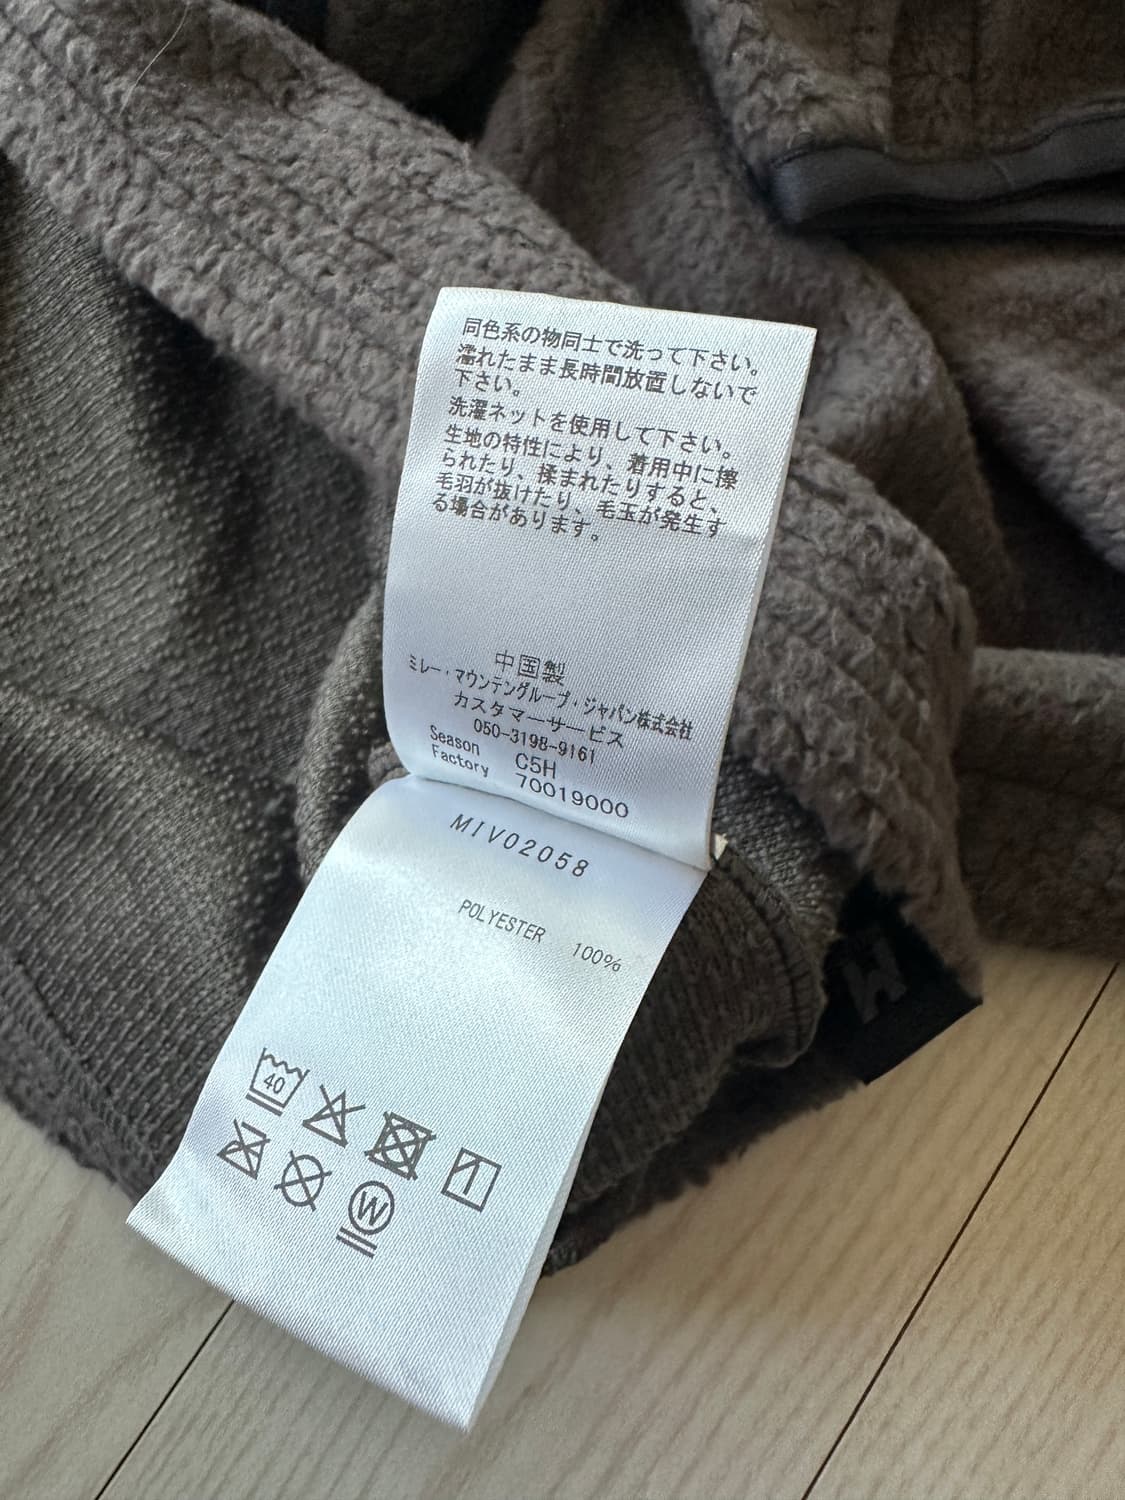 同色系の物同士で洗って下さい。
濡れたまま長時間放置しないで
下さい。
洗濯ネットを使用して下さい。
生地の特性により、着用中に擦
られたり、揉まれたりすると、
毛羽が抜けたり、毛玉が発生す
る場合があります。
中国製
ミレー・マウンテングループ・ジャパン株式会社
カスタマーサービス
050-3198-9161
Season C5H
Factory 70019000
MIV02058
POLYESTER 100%
40
W